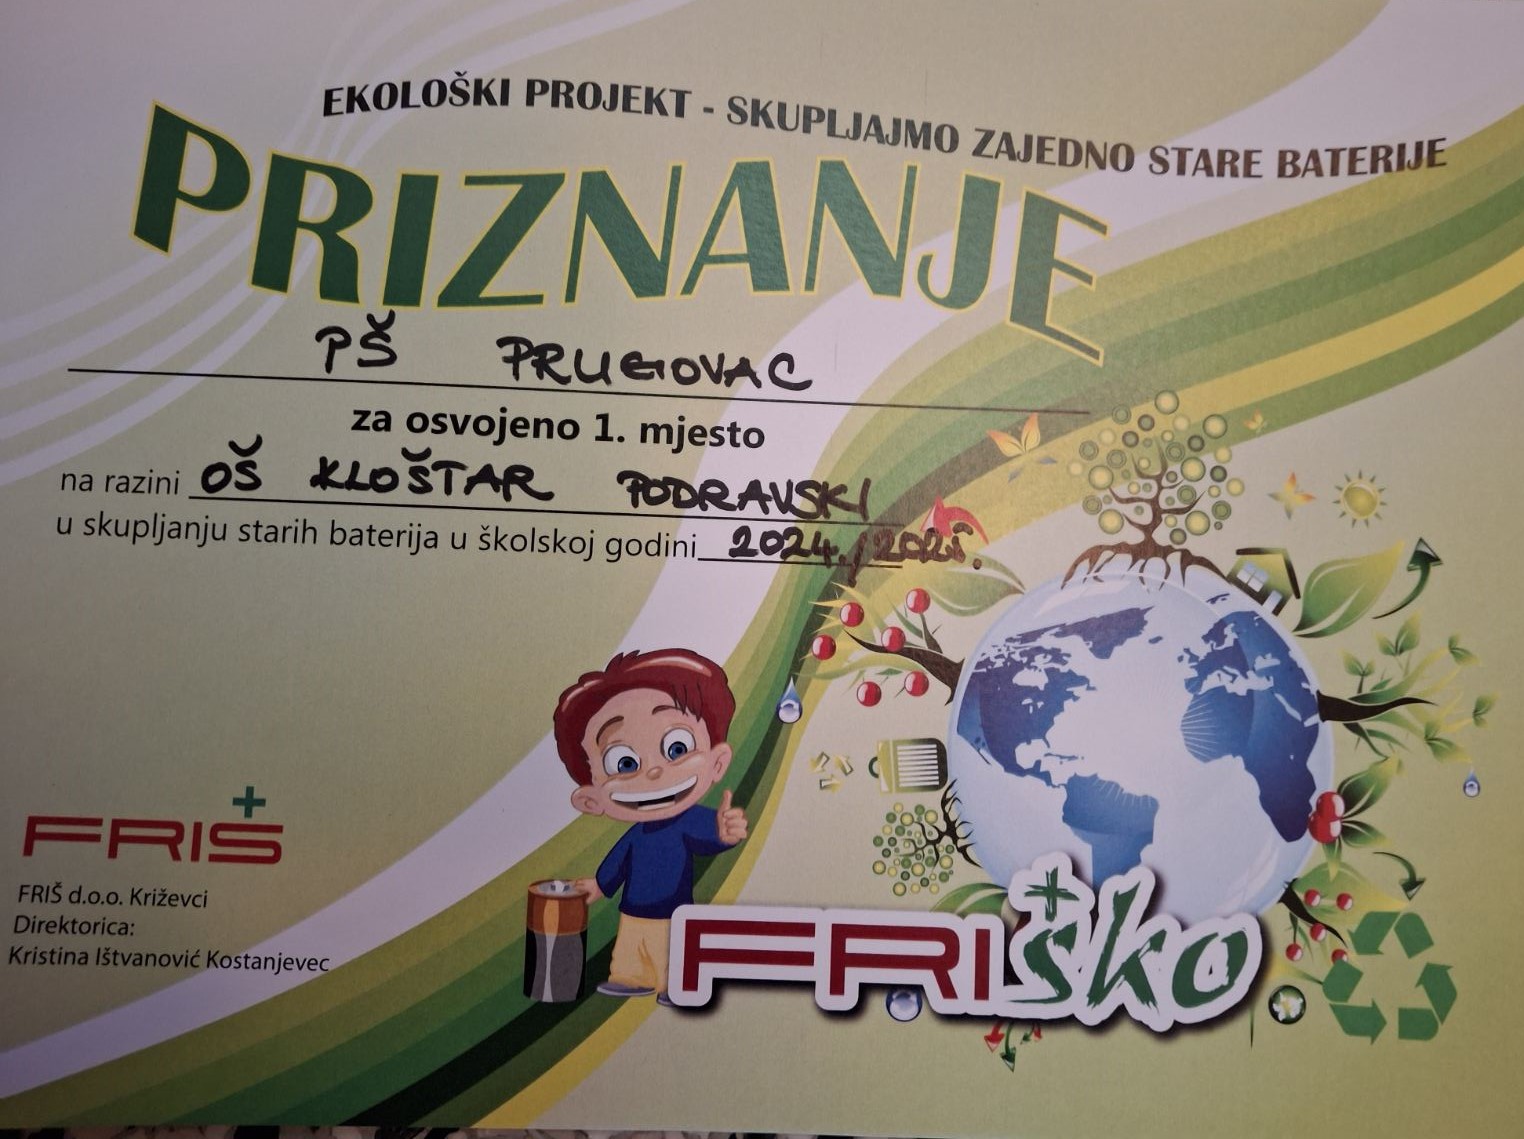 EKOLOŠKI PROJEKT - SKUPLJAJMO ZAJEDNO STARE BATERIJE
PRIZNANJE
PŠ PRUGOVAC
za osvojeno 1. mjesto
na razini OŠ KLOŠTAR PODRAVSKI
u skupljanju starih baterija u školskoj godini 2024./2025.
FRIŠ
FRIŠ d.o.o. Križevci
Direktorica:
Kristina Ištvanović Kostanjevec
FRIško